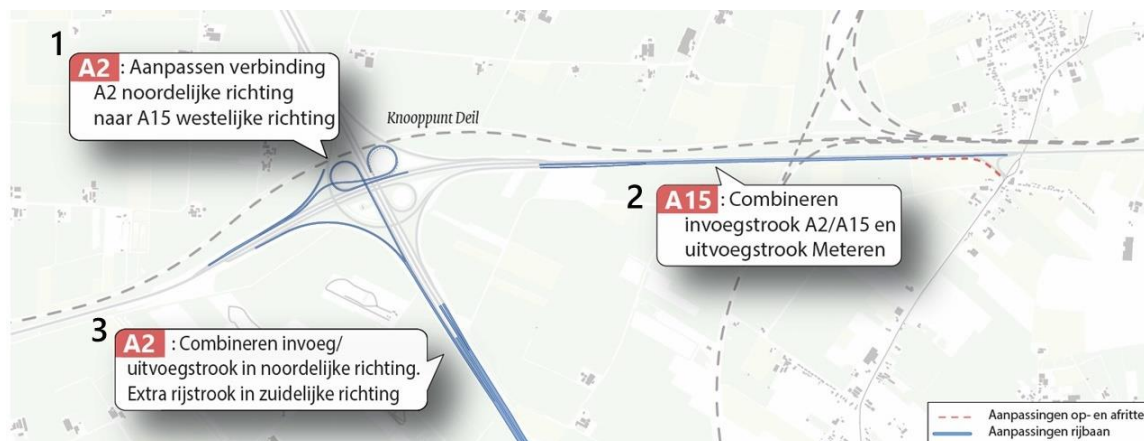 1
A2 : Aanpassen verbinding
A2 noordelijke richting
naar A15 westelijke richting
Knooppunt Deil
2
A15 : Combineren
invoegstrook A2/A15 en
uitvoegstrook Meteren
3
A2 : Combineren invoeg/
uitvoegstrook in noordelijke richting.
Extra rijstrook in zuidelijke richting
Aanpassingen op- en afritte
Aanpassingen rijbaan